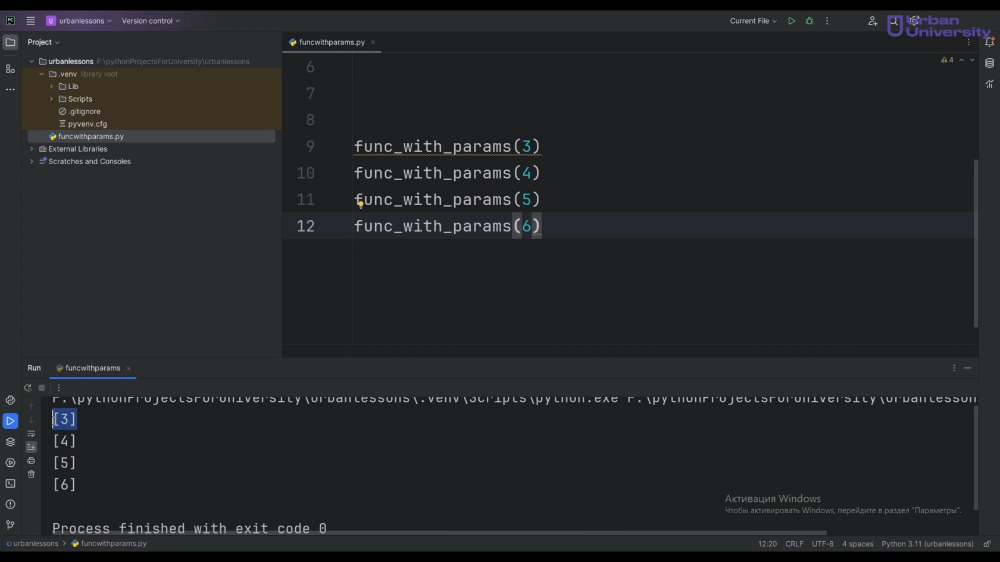 PC
U urbanlessons
Version control
Current File
Urban University
Project
funcwithparams.py
urbanlessons F:\pythonProjectsForUniversity\urbanlessons
.venv library root
Lib
Scripts
.gitignore
pyvenv.cfg
funcwithparams.py
External Libraries
Scratches and Consoles
4
6
7
8
9 func_with_params(3)
10 func_with_params(4)
11 func_with_params(5)
12 func_with_params(6)
Run funcwithparams
F:\pythonProjectsForUniversity\urbanlessons\.venv\Scripts\python.exe F:\pythonProjectsForUniversity\urbanlessons
[3]
[4]
[5]
[6]
Process finished with exit code 0
Активация Windows
Чтобы активировать Windows, перейдите в раздел "Параметры".
urbanlessons > funcwithparams.py
12:20 CRLF UTF-8 4 spaces Python 3.11 (urbanlessons)